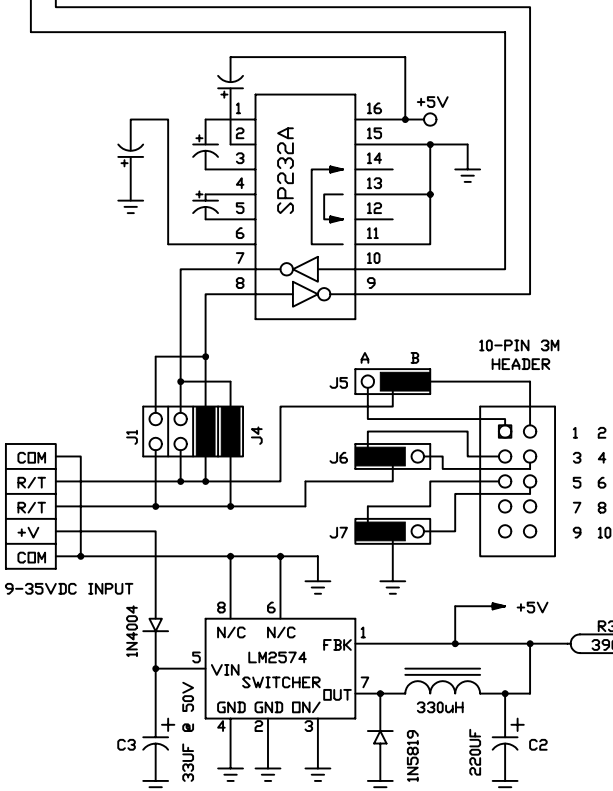 +5V
SP232A
1
2
3
4
5
6
7
8
16
15
14
13
12
11
10
9
+
+
+
+
10-PIN 3M
HEADER
A B
J5
J1
J4
J6
J7
1 2
3 4
5 6
7 8
9 10
COM
R/T
R/T
+V
COM
9-35VDC INPUT
1N4004
8 6
N/C N/C
FBK
1
5
VIN
LM2574
SWITCHER
OUT
7
GND GND ON/
4 2 3
+5V
330uH
+
C3
33UF @ 50V
1N5819
220UF
+
C2